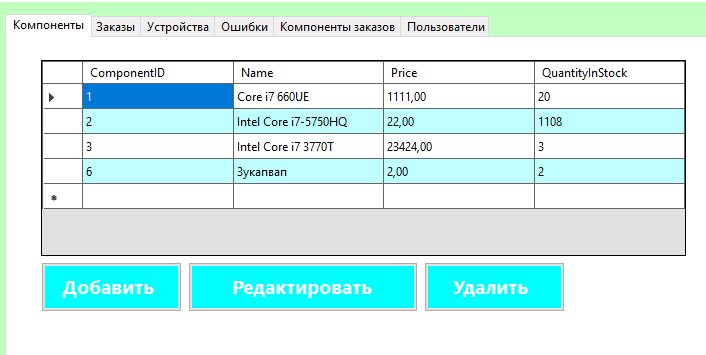 Компоненты Заказы Устройства Ошибки Компоненты заказов Пользователи
ComponentID Name Price QuantityInStock
1 Core i7 660UE 1111,00 20
2 Intel Core i7-5750HQ 22,00 1108
3 Intel Core i7 3770T 23424,00 3
6 3укапвап 2,00 2
Добавить Редактировать Удалить